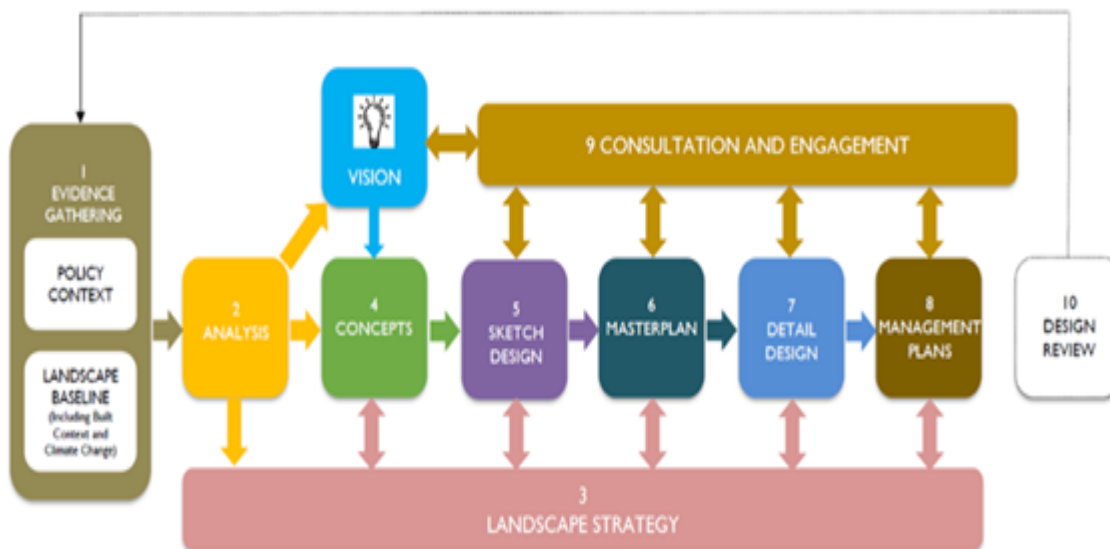 1
EVIDENCE
GATHERING
POLICY
CONTEXT
LANDSCAPE
BASELINE
(Including Built
Context and
Climate Change)
2
ANALYSIS
VISION
9 CONSULTATION AND ENGAGEMENT
4
CONCEPTS
5
SKETCH
DESIGN
6
MASTERPLAN
7
DETAIL
DESIGN
8
MANAGEMENT
PLANS
10
DESIGN
REVIEW
3
LANDSCAPE STRATEGY